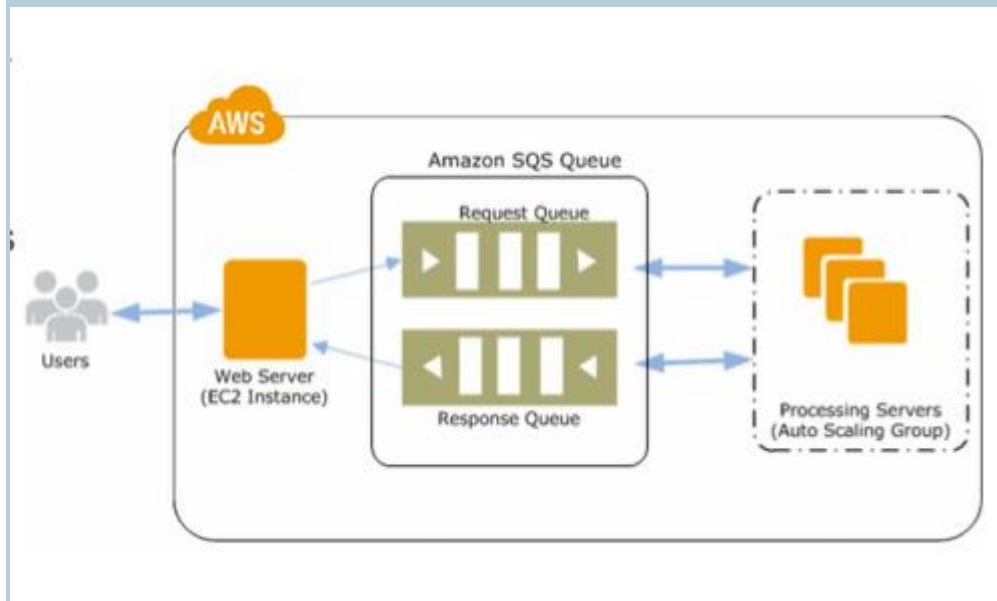 AWS
Amazon SQS Queue
Request Queue
Users
Web Server
(EC2 Instance)
Response Queue
Processing Servers
(Auto Scaling Group)